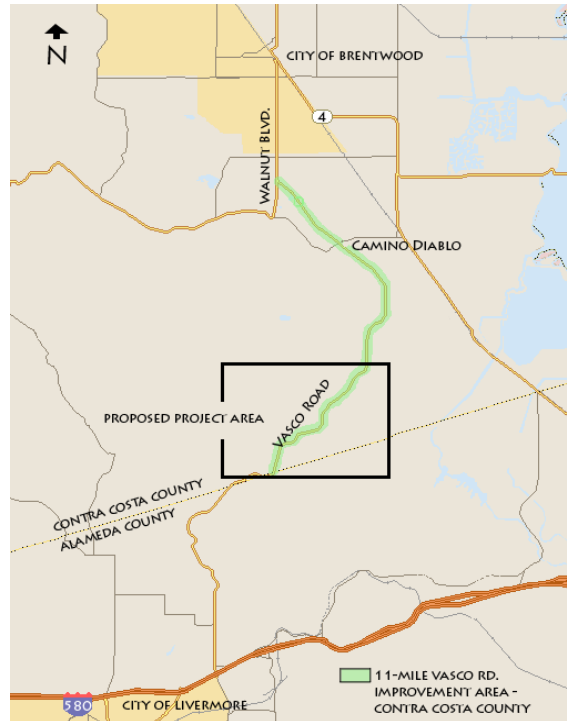 N
CITY OF BRENTWOOD
4
WALNUT BLVD.
CAMINO DIABLO
VASCO ROAD
PROPOSED PROJECT AREA
CONTRA COSTA COUNTY
ALAMEDA COUNTY
11-MILE VASCO RD.
IMPROVEMENT AREA -
CONTRA COSTA COUNTY
580
CITY OF LIVERMORE